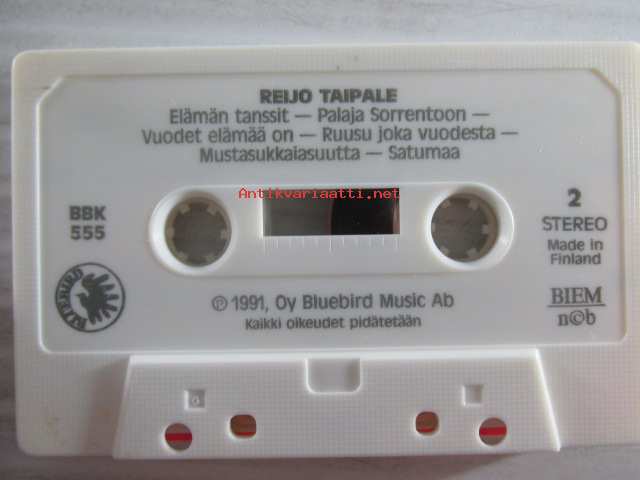 REIJO TAIPALE
Elämän tanssit — Palaja Sorrentoon —
Vuodet elämää on — Ruusu joka vuodesta —
Mustasukkaiasuutta — Satumaa
Antikvariaatti.net
BBK
555
2
STEREO
Made in
Finland
BLUEBIRD
℗ 1991, Oy Bluebird Music Ab
Kaikki oikeudet pidätetään
BIEM
n©b